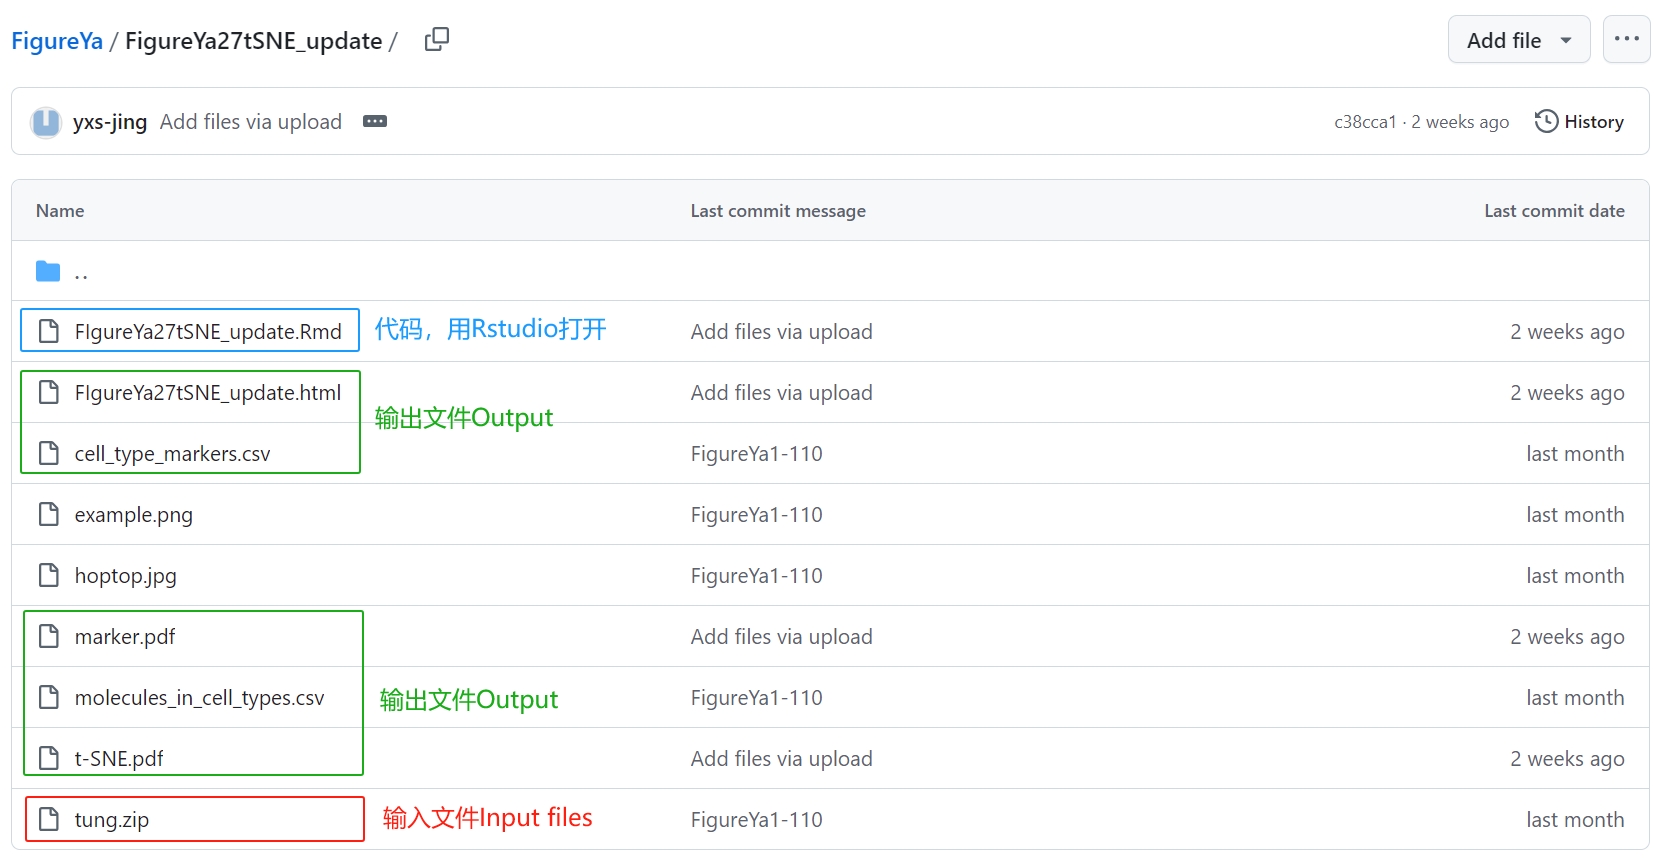 FigureYa / FigureYa27tSNE_update /
Add file
yxs-jing Add files via upload
c38cca1 · 2 weeks ago History
Name Last commit message Last commit date
..
FIgureYa27tSNE_update.Rmd 代码，用Rstudio打开 Add files via upload 2 weeks ago
FIgureYa27tSNE_update.html Add files via upload 2 weeks ago
输出文件Output
cell_type_markers.csv FigureYa1-110 last month
example.png FigureYa1-110 last month
hoptop.jpg FigureYa1-110 last month
marker.pdf Add files via upload 2 weeks ago
molecules_in_cell_types.csv 输出文件Output FigureYa1-110 last month
t-SNE.pdf Add files via upload 2 weeks ago
tung.zip 输入文件Input files FigureYa1-110 last month